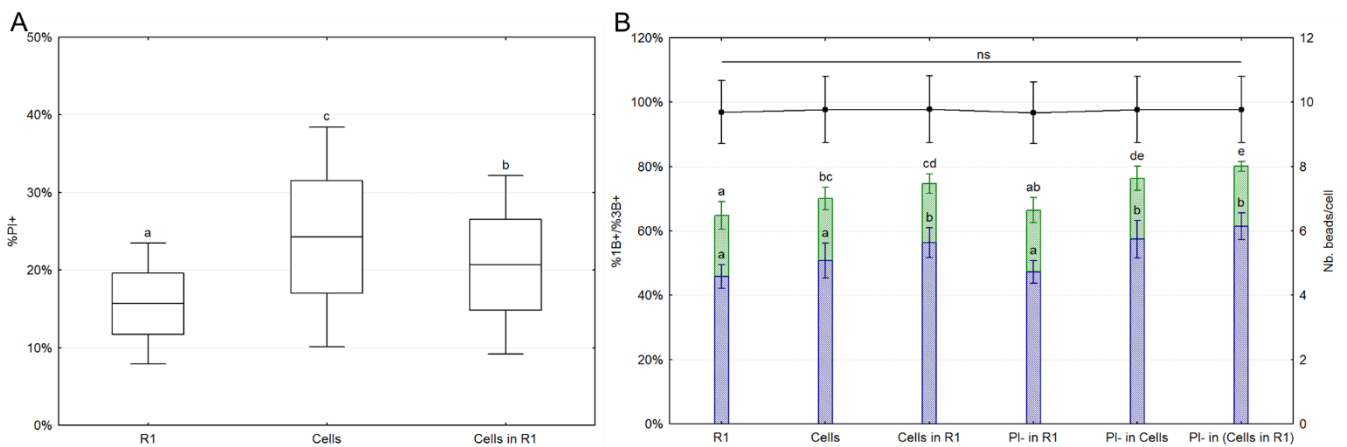 A
50%
40%
30%
20%
10%
0%
%PI+
a
c
b
R1
Cells
Cells in R1
B
120%
100%
80%
60%
40%
20%
0%
%1B+/%3B+
ns
a
bc
cd
ab
de
e
a
a
b
a
b
b
12
10
8
6
4
2
0
Nb. beads/cell
R1
Cells
Cells in R1
PI- in R1
PI- in Cells
PI- in (Cells in R1)